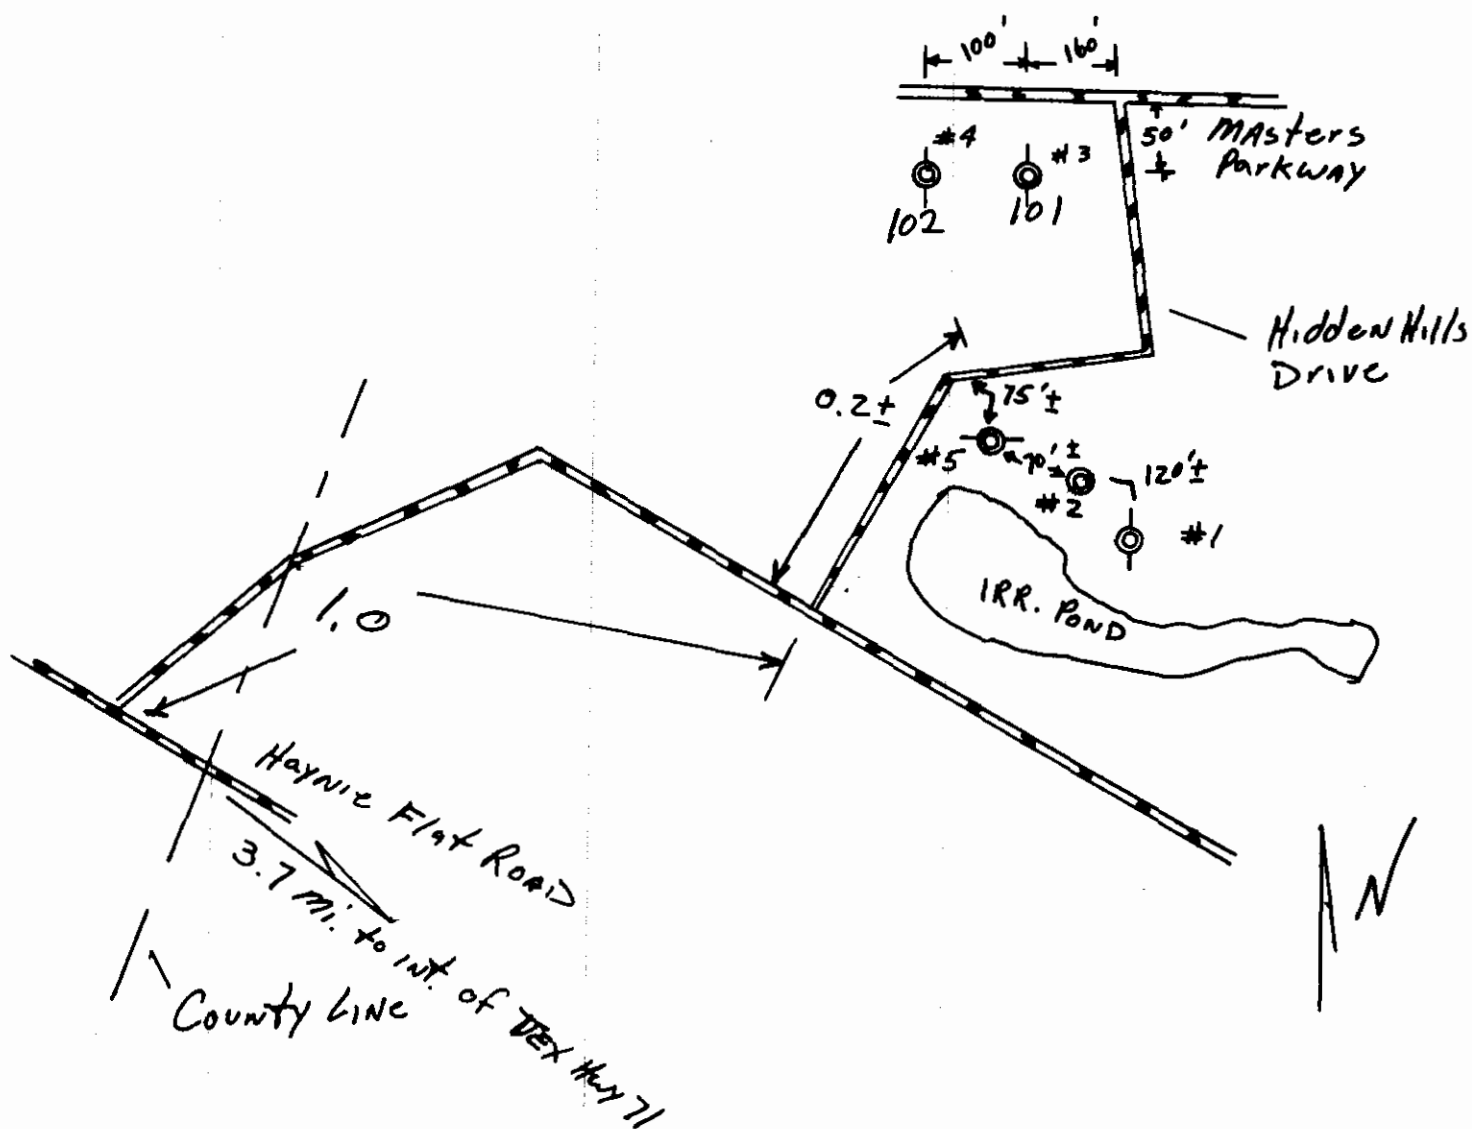 100' 160'
#4 #3
50' MAsters
Parkway
102 101
Hidden Hills
Drive
0.2±
75'±
#5 70'± 120'±
#2 #1
IRR. POND
1.0
Haynie Flat ROAD
3.7 Mi. to int. of TEX Hwy 71
County LiNe
N